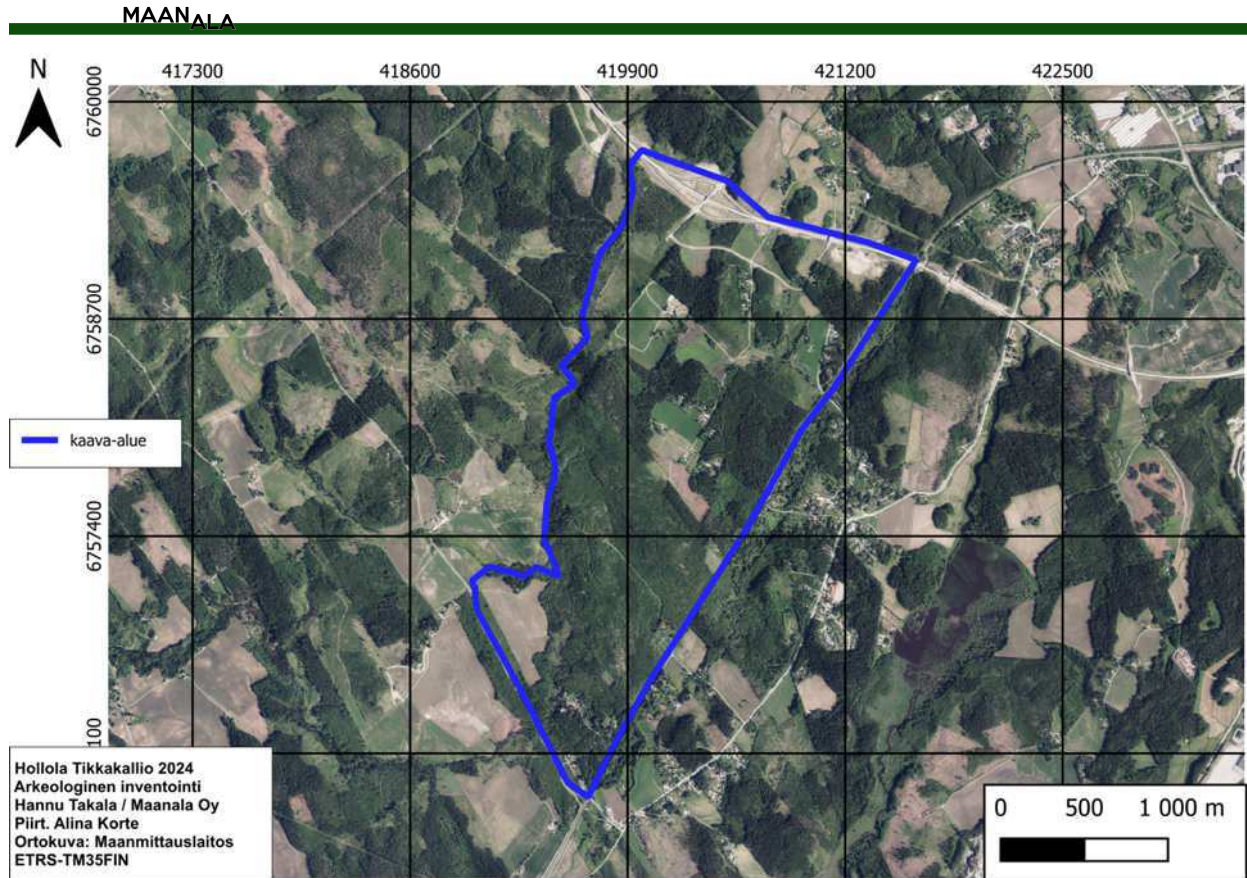 MAANALA
N
417300 418600 419900 421200 422500
6760000
6758700
6757400
100
kaava-alue
Hollola Tikkakallio 2024
Arkeologinen inventointi
Hannu Takala / Maanala Oy
Piirt. Alina Korte
Ortokuva: Maanmittauslaitos
ETRS-TM35FIN
0 500 1 000 m